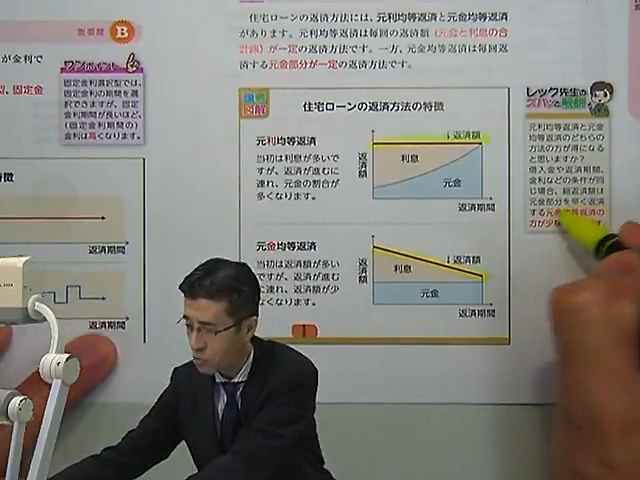 重要度 B
が金利で
型、固定金
ワンポイント
固定金利選択型では、
固定金利の期間を選
択できますが、固定
金利期間が長いほど、
(固定金利期間の)
金利は高くなります。
徴
返済期間
返済期間
住宅ローンの返済方法には、元利均等返済と元金均等返済
があります。元利均等返済は毎回の返済額(元金と利息の合
計額)が一定の返済方法です。一方、元金均等返済は毎回返
済する元金部分が一定の返済方法です。
図解
住宅ローンの返済方法の特徴
元利均等返済
当初は利息が多いで
すが、返済が進むに
連れ、元金の割合が
多くなります。
返済額
↓返済額
利息
元金
返済期間
元金均等返済
当初は返済額が多い
ですが、返済が進む
に連れ、返済額が少
なくなります。
返済額
↓返済額
利息
元金
返済期間
レック先生の
ズバッと解説
元利均等返済と元金
均等返済のどちらの
方法の方が得になる
と思いますか?
借入金や返済期間、
金利などの条件が同
じ場合、総返済額は
元金部分を早く返済
する元金均等返済の
方が少な